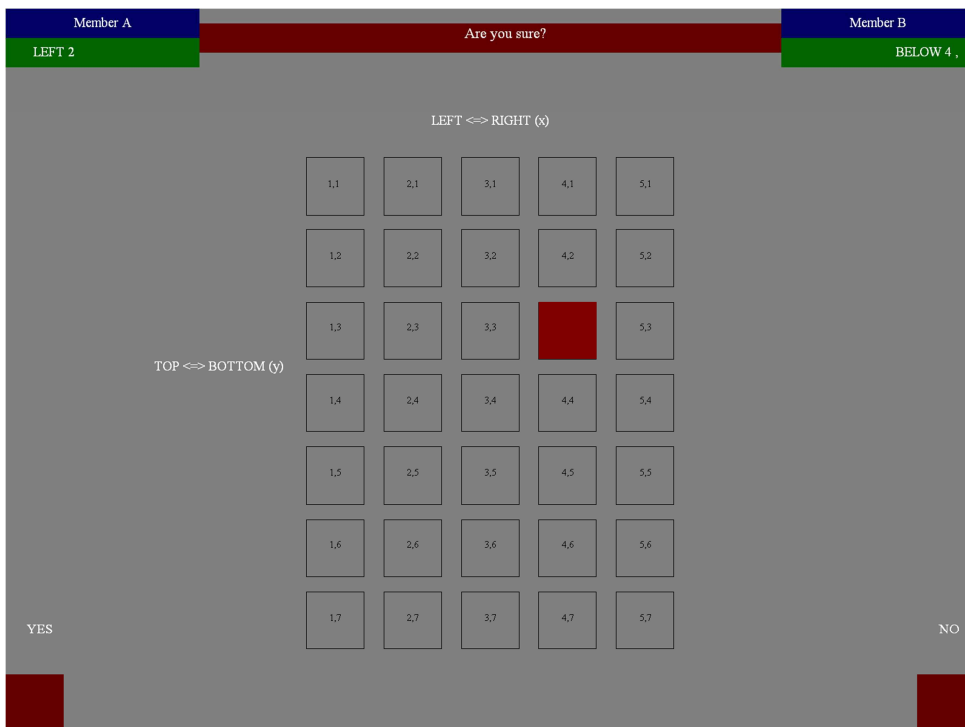 Member A
Are you sure?
Member B
LEFT 2
BELOW 4 ,
LEFT <=> RIGHT (x)
1,1 2,1 3,1 4,1 5,1
1,2 2,2 3,2 4,2 5,2
1,3 2,3 3,3 5,3
TOP <=> BOTTOM (y)
1,4 2,4 3,4 4,4 5,4
1,5 2,5 3,5 4,5 5,5
1,6 2,6 3,6 4,6 5,6
1,7 2,7 3,7 4,7 5,7
YES
NO